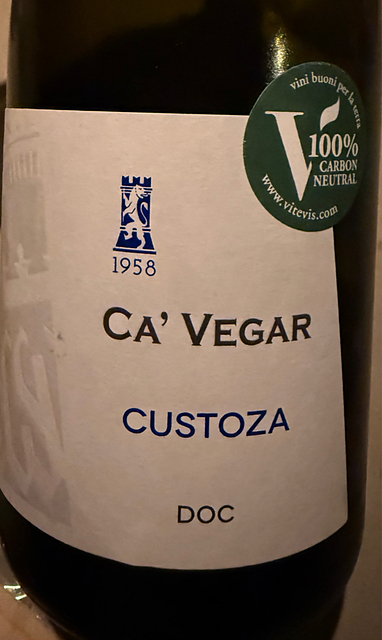 vini buoni per la terra
V 100%
CARBON
NEUTRAL
www.vitevis.com
1958
CA' VEGAR
CUSTOZA
DOC